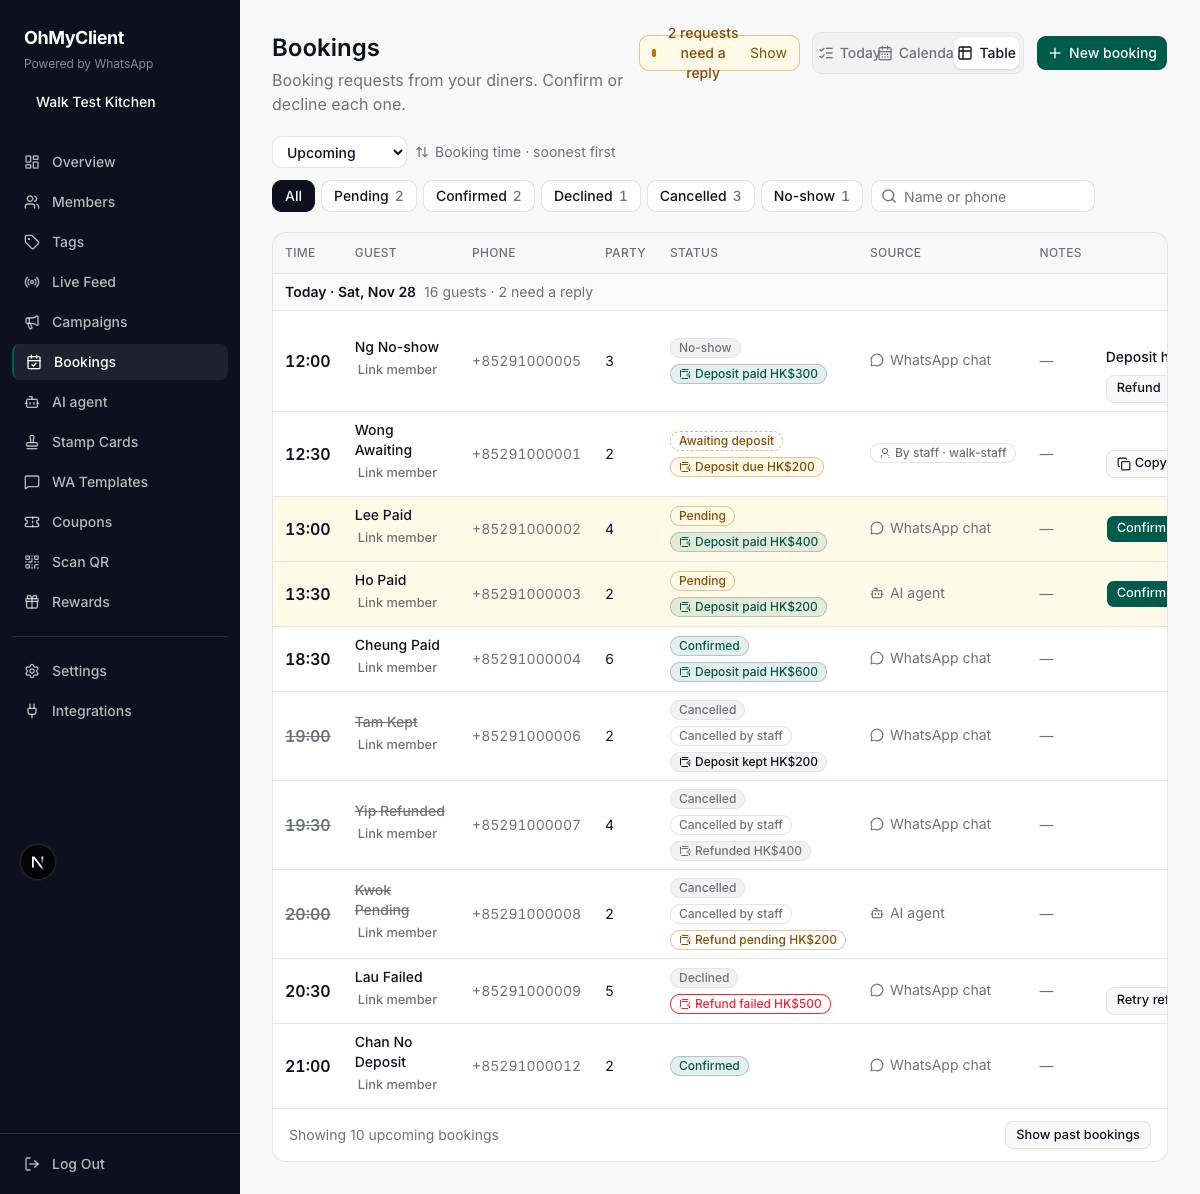 OhMyClient
Powered by WhatsApp
Walk Test Kitchen
Overview
Members
Tags
Live Feed
Campaigns
Bookings
AI agent
Stamp Cards
WA Templates
Coupons
Scan QR
Rewards
Settings
Integrations
N
Log Out
Bookings
Booking requests from your diners. Confirm or
decline each one.
2 requests
need a
reply
Show
Today Calenda Table
New booking
Upcoming Booking time · soonest first
All Pending 2 Confirmed 2 Declined 1 Cancelled 3 No-show 1 Name or phone
TIME GUEST PHONE PARTY STATUS SOURCE NOTES
Today · Sat, Nov 28 16 guests · 2 need a reply
12:00 Ng No-show +85291000005 3 No-show WhatsApp chat — Deposit h
Link member Deposit paid HK$300 Refund
12:30 Wong
Awaiting +85291000001 2 Awaiting deposit By staff · walk-staff —
Link member Deposit due HK$200 Copy
13:00 Lee Paid +85291000002 4 Pending WhatsApp chat — Confirm
Link member Deposit paid HK$400
13:30 Ho Paid +85291000003 2 Pending AI agent — Confirm
Link member Deposit paid HK$200
18:30 Cheung Paid +85291000004 6 Confirmed WhatsApp chat —
Link member Deposit paid HK$600
19:00 Tam Kept +85291000006 2 Cancelled WhatsApp chat —
Link member Cancelled by staff
Deposit kept HK$200
19:30 Yip Refunded +85291000007 4 Cancelled WhatsApp chat —
Link member Cancelled by staff
Refunded HK$400
20:00 Kwok
Pending +85291000008 2 Cancelled AI agent —
Link member Cancelled by staff
Refund pending HK$200
20:30 Lau Failed +85291000009 5 Declined WhatsApp chat —
Link member Refund failed HK$500 Retry ref
21:00 Chan No
Deposit +85291000012 2 Confirmed WhatsApp chat —
Link member
Showing 10 upcoming bookings Show past bookings